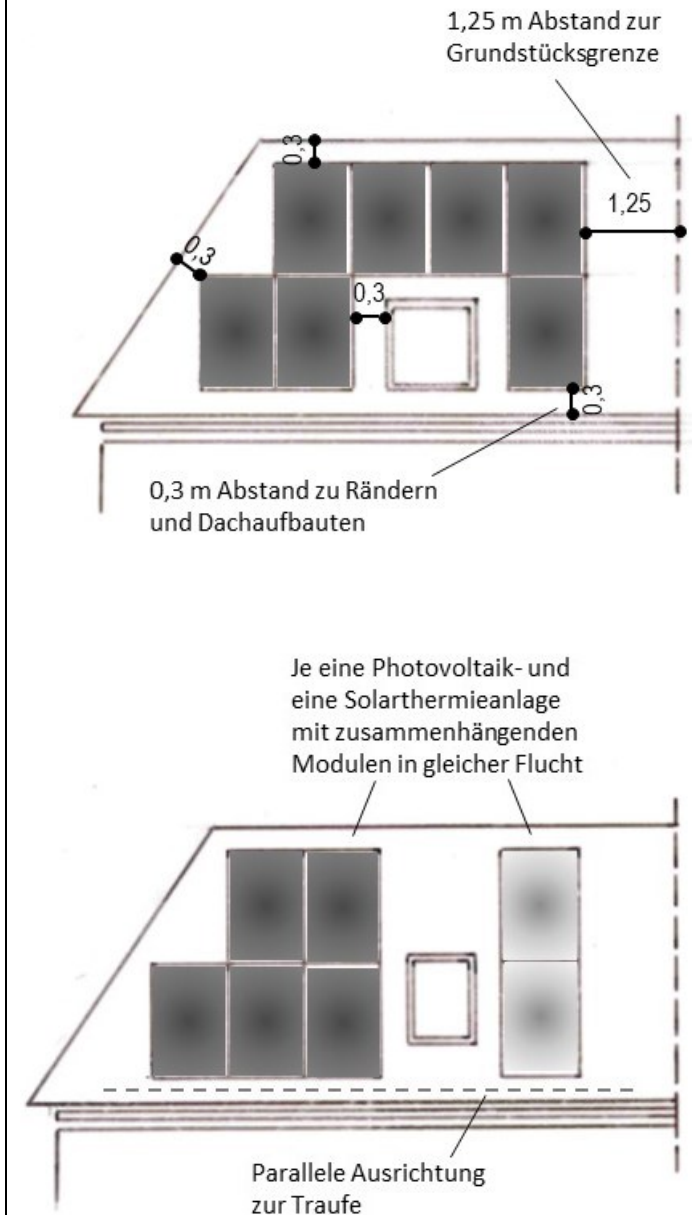 1,25 m Abstand zur
Grundstücksgrenze
0,3
1,25
0,3
0,3
0,3
0,3 m Abstand zu Rändern
und Dachaufbauten
Je eine Photovoltaik- und
eine Solarthermieanlage
mit zusammenhängenden
Modulen in gleicher Flucht
Parallele Ausrichtung
zur Traufe